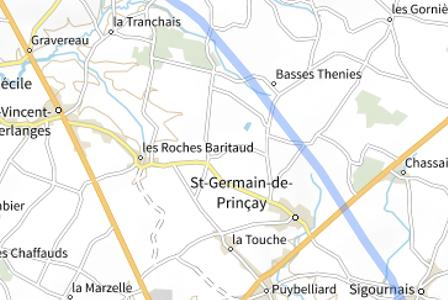 les Gorniè
la Tranchais
Gravereau
Basses Thenies
écile
-Vincent-
erlanges
les Roches Baritaud
Chassai
St-Germain-de-
Prinçay
bier
la Touche
es Chaffauds
la Marzelle
Puybelliard
Sigournais